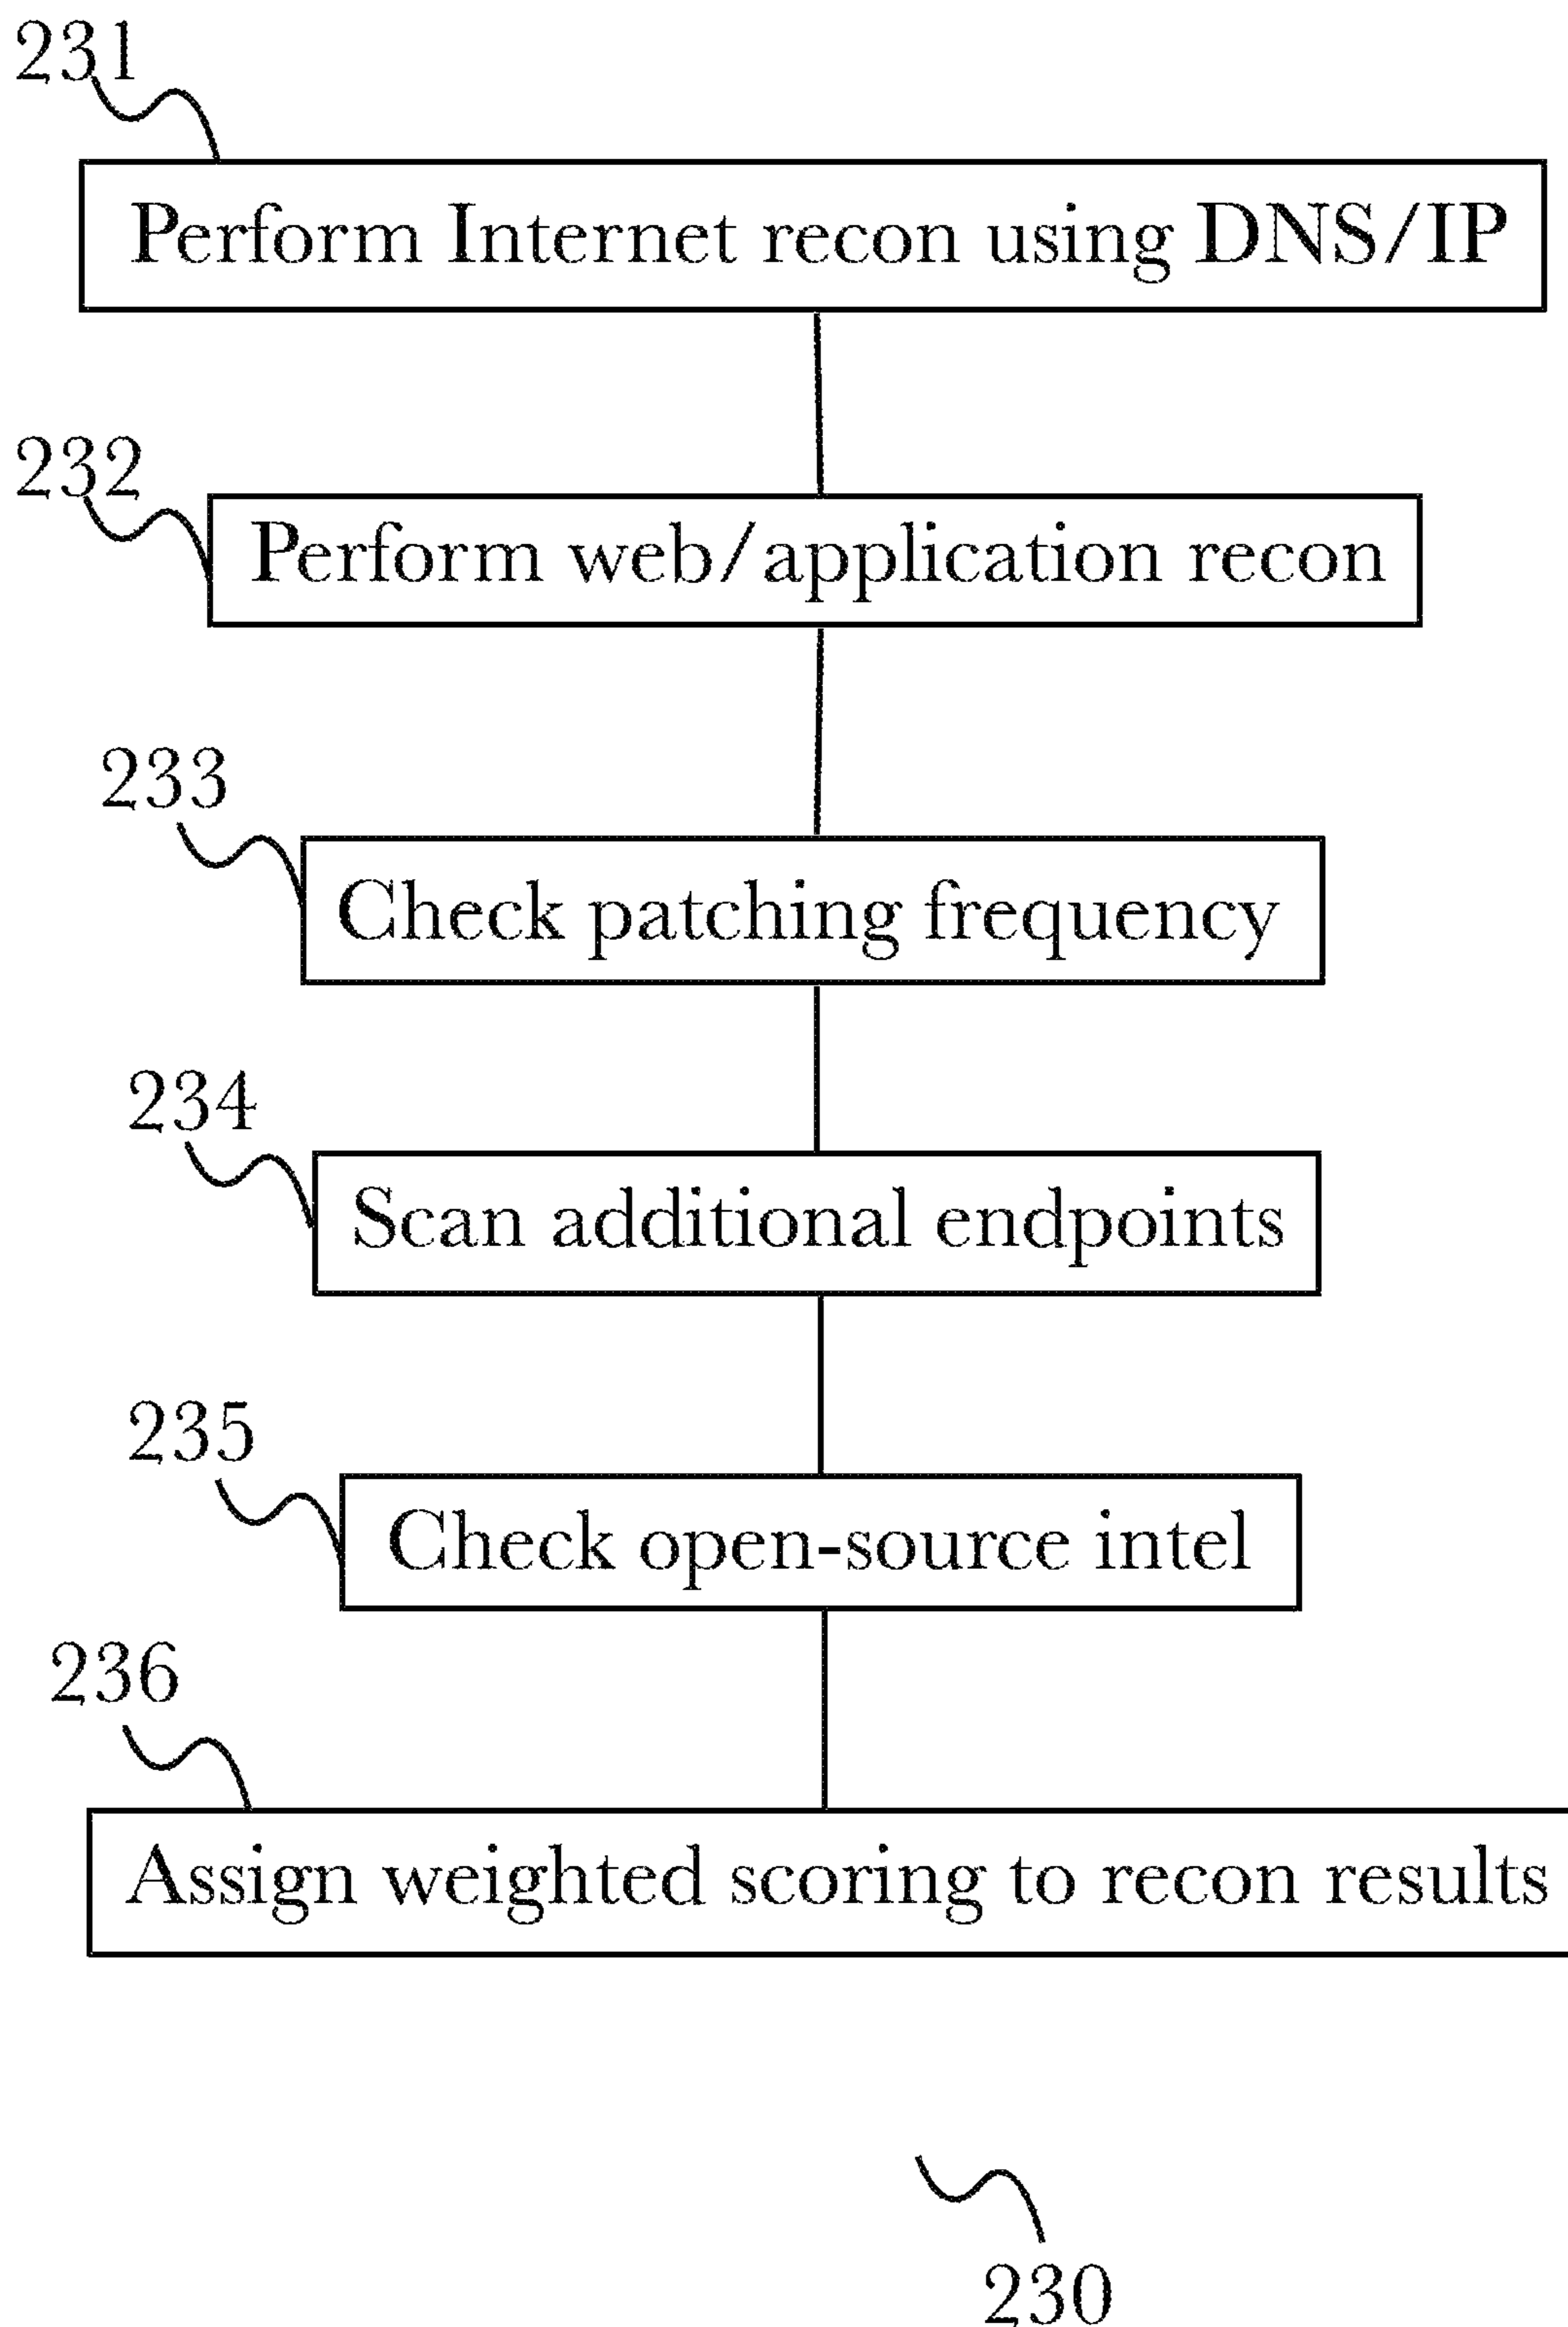 231
Perform Internet recon using DNS/IP
232
Perform web/application recon
233
Check patching frequency
234
Scan additional endpoints
235
Check open-source intel
236
Assign weighted scoring to recon results
230